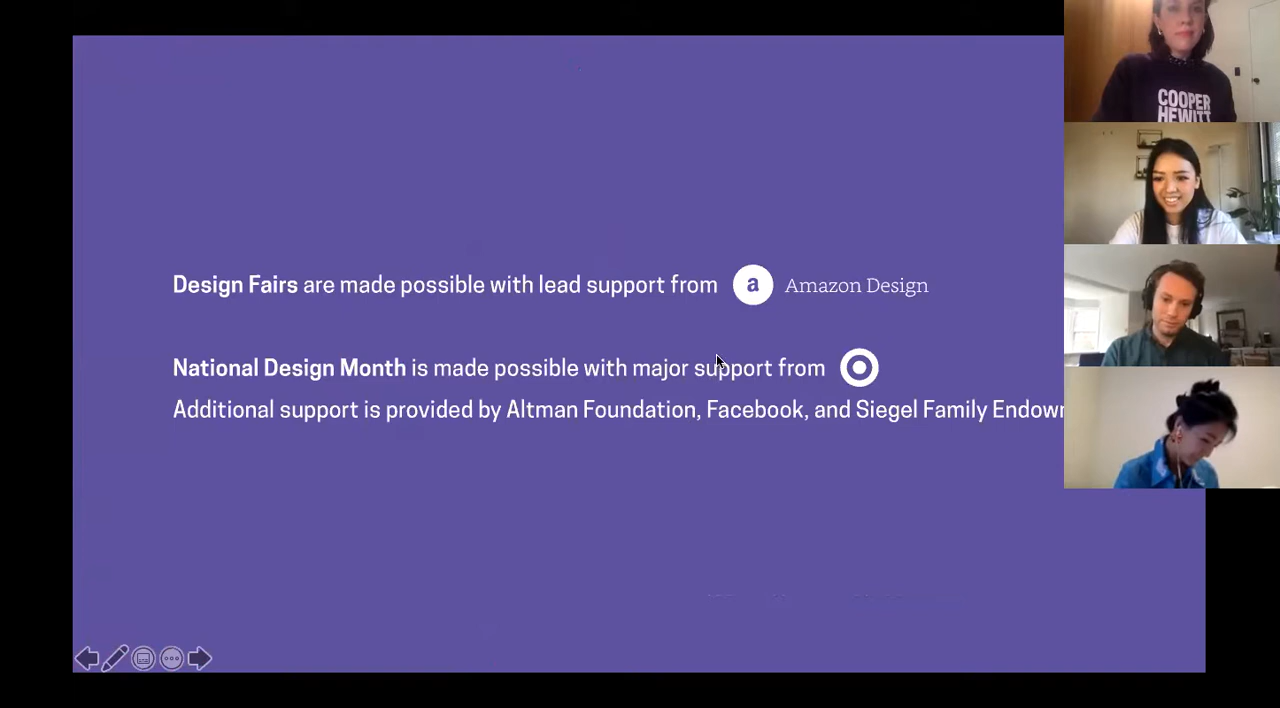 COOPER
HEWITT
Design Fairs are made possible with lead support from a Amazon Design
National Design Month is made possible with major support from
Additional support is provided by Altman Foundation, Facebook, and Siegel Family